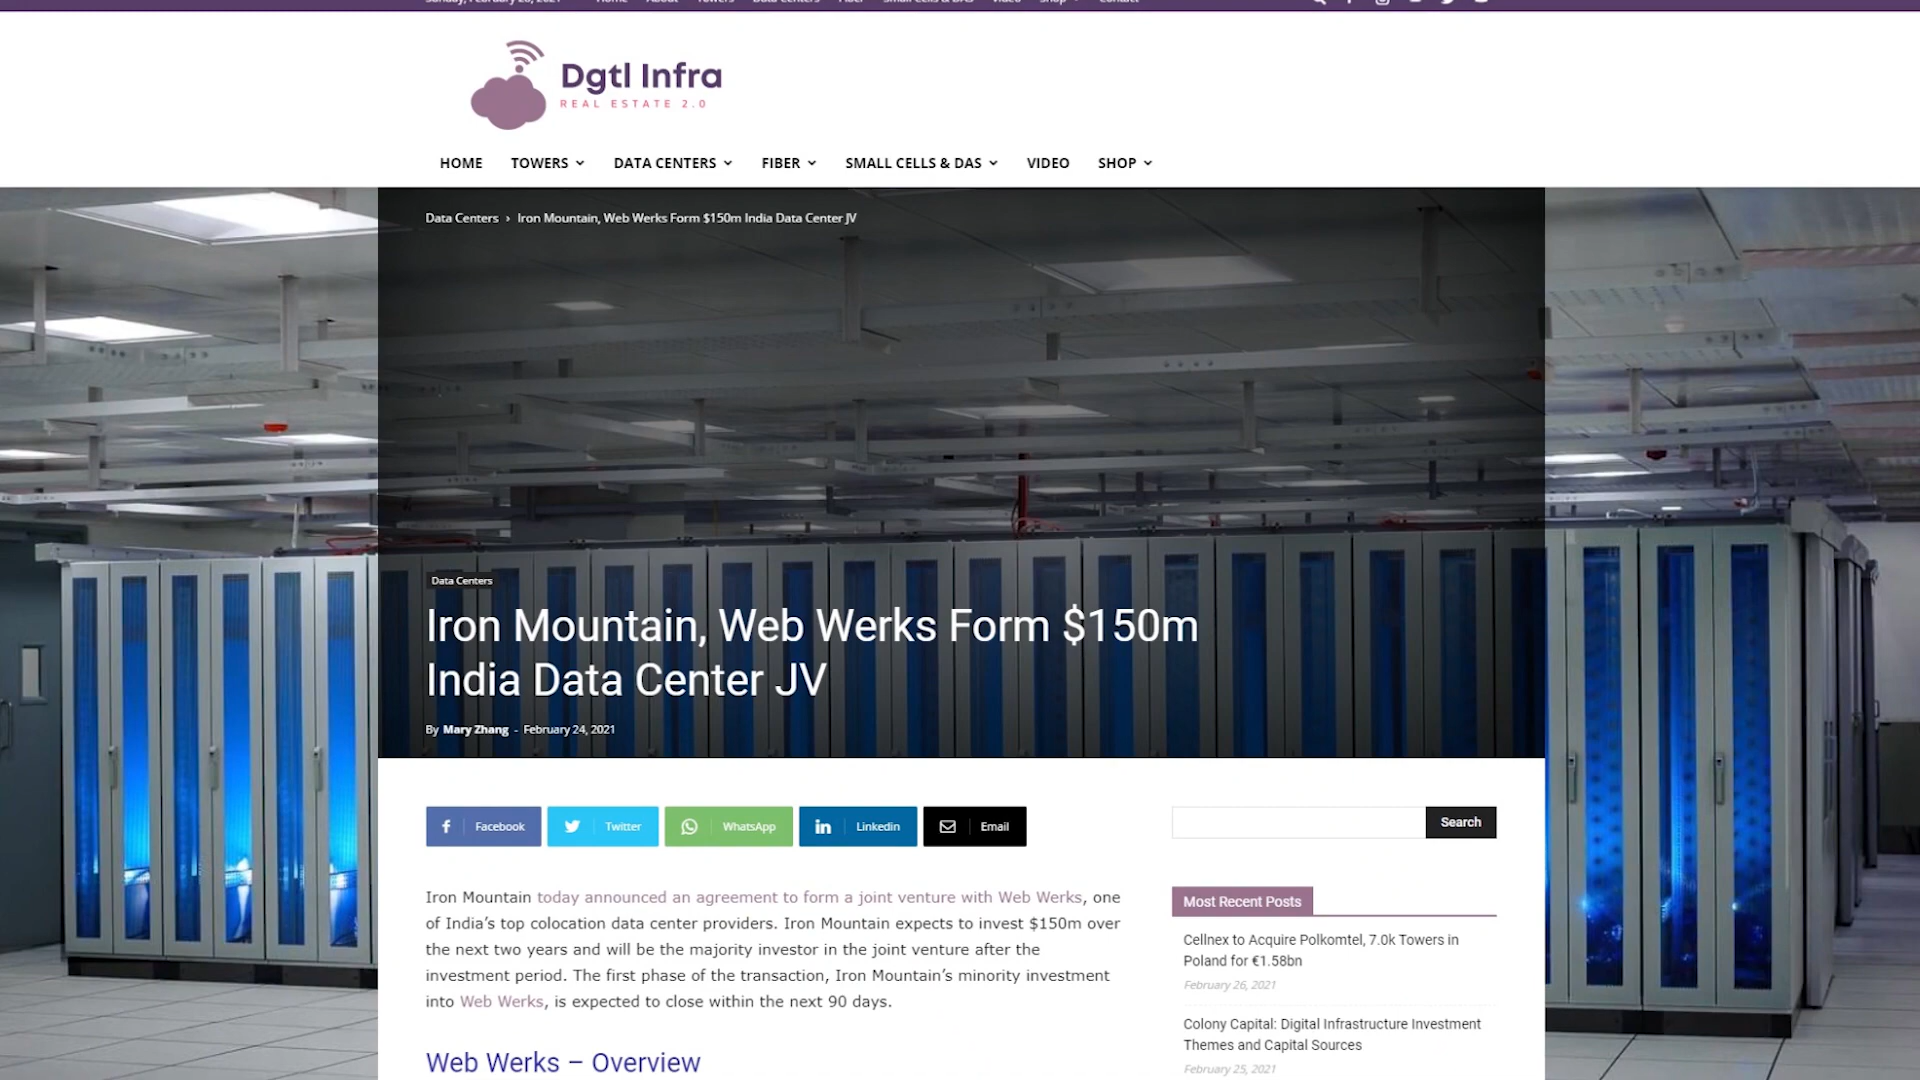 Dgtl Infra
REAL ESTATE 2.0
HOME TOWERS DATA CENTERS FIBER SMALL CELLS & DAS VIDEO SHOP
Data Centers › Iron Mountain, Web Werks Form $150m India Data Center JV
Data Centers
Iron Mountain, Web Werks Form $150m
India Data Center JV
By Mary Zhang - February 24, 2021
Facebook Twitter WhatsApp Linkedin Email
Search
Iron Mountain today announced an agreement to form a joint venture with Web Werks, one
of India’s top colocation data center providers. Iron Mountain expects to invest $150m over
the next two years and will be the majority investor in the joint venture after the
investment period. The first phase of the transaction, Iron Mountain’s minority investment
into Web Werks, is expected to close within the next 90 days.
Web Werks – Overview
Most Recent Posts
Cellnex to Acquire Polkomtel, 7.0k Towers in
Poland for €1.58bn
February 26, 2021
Colony Capital: Digital Infrastructure Investment
Themes and Capital Sources
February 25, 2021